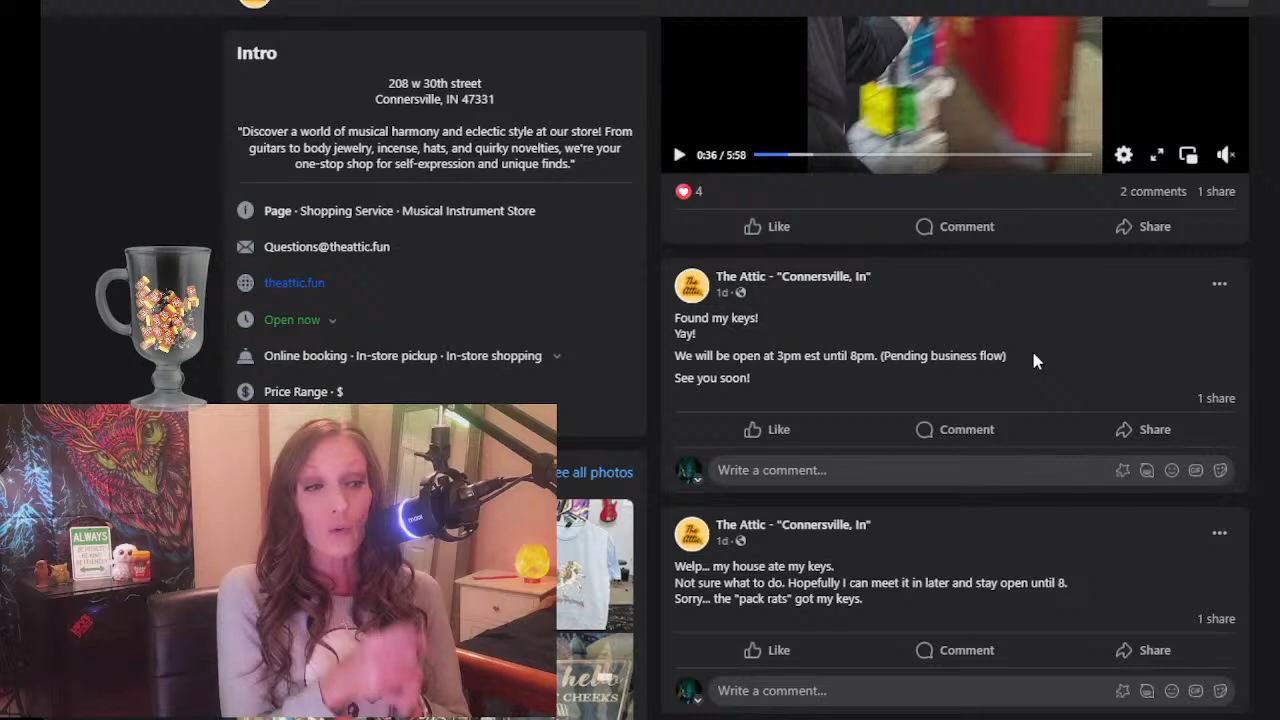 Intro
208 w 30th street
Connersville, IN 47331
"Discover a world of musical harmony and eclectic style at our store! From
guitars to body jewelry, incense, hats, and quirky novelties, we're your
one-stop shop for self-expression and unique finds."
Page · Shopping Service · Musical Instrument Store
Questions@theattic.fun
theattic.fun
Open now
Online booking · In-store pickup · In-store shopping
Price Range · $
ee all photos
hello
CHEEKS
ALWAYS
maono
0:36 / 5:58
4
2 comments 1 share
Like Comment Share
The Attic - "Connersville, In"
1d ·
Found my keys!
Yay!
We will be open at 3pm est until 8pm. (Pending business flow)
See you soon!
1 share
Like Comment Share
Write a comment...
The Attic - "Connersville, In"
1d ·
Welp... my house ate my keys.
Not sure what to do. Hopefully I can meet it in later and stay open until 8.
Sorry... the "pack rats" got my keys.
1 share
Like Comment Share
Write a comment...